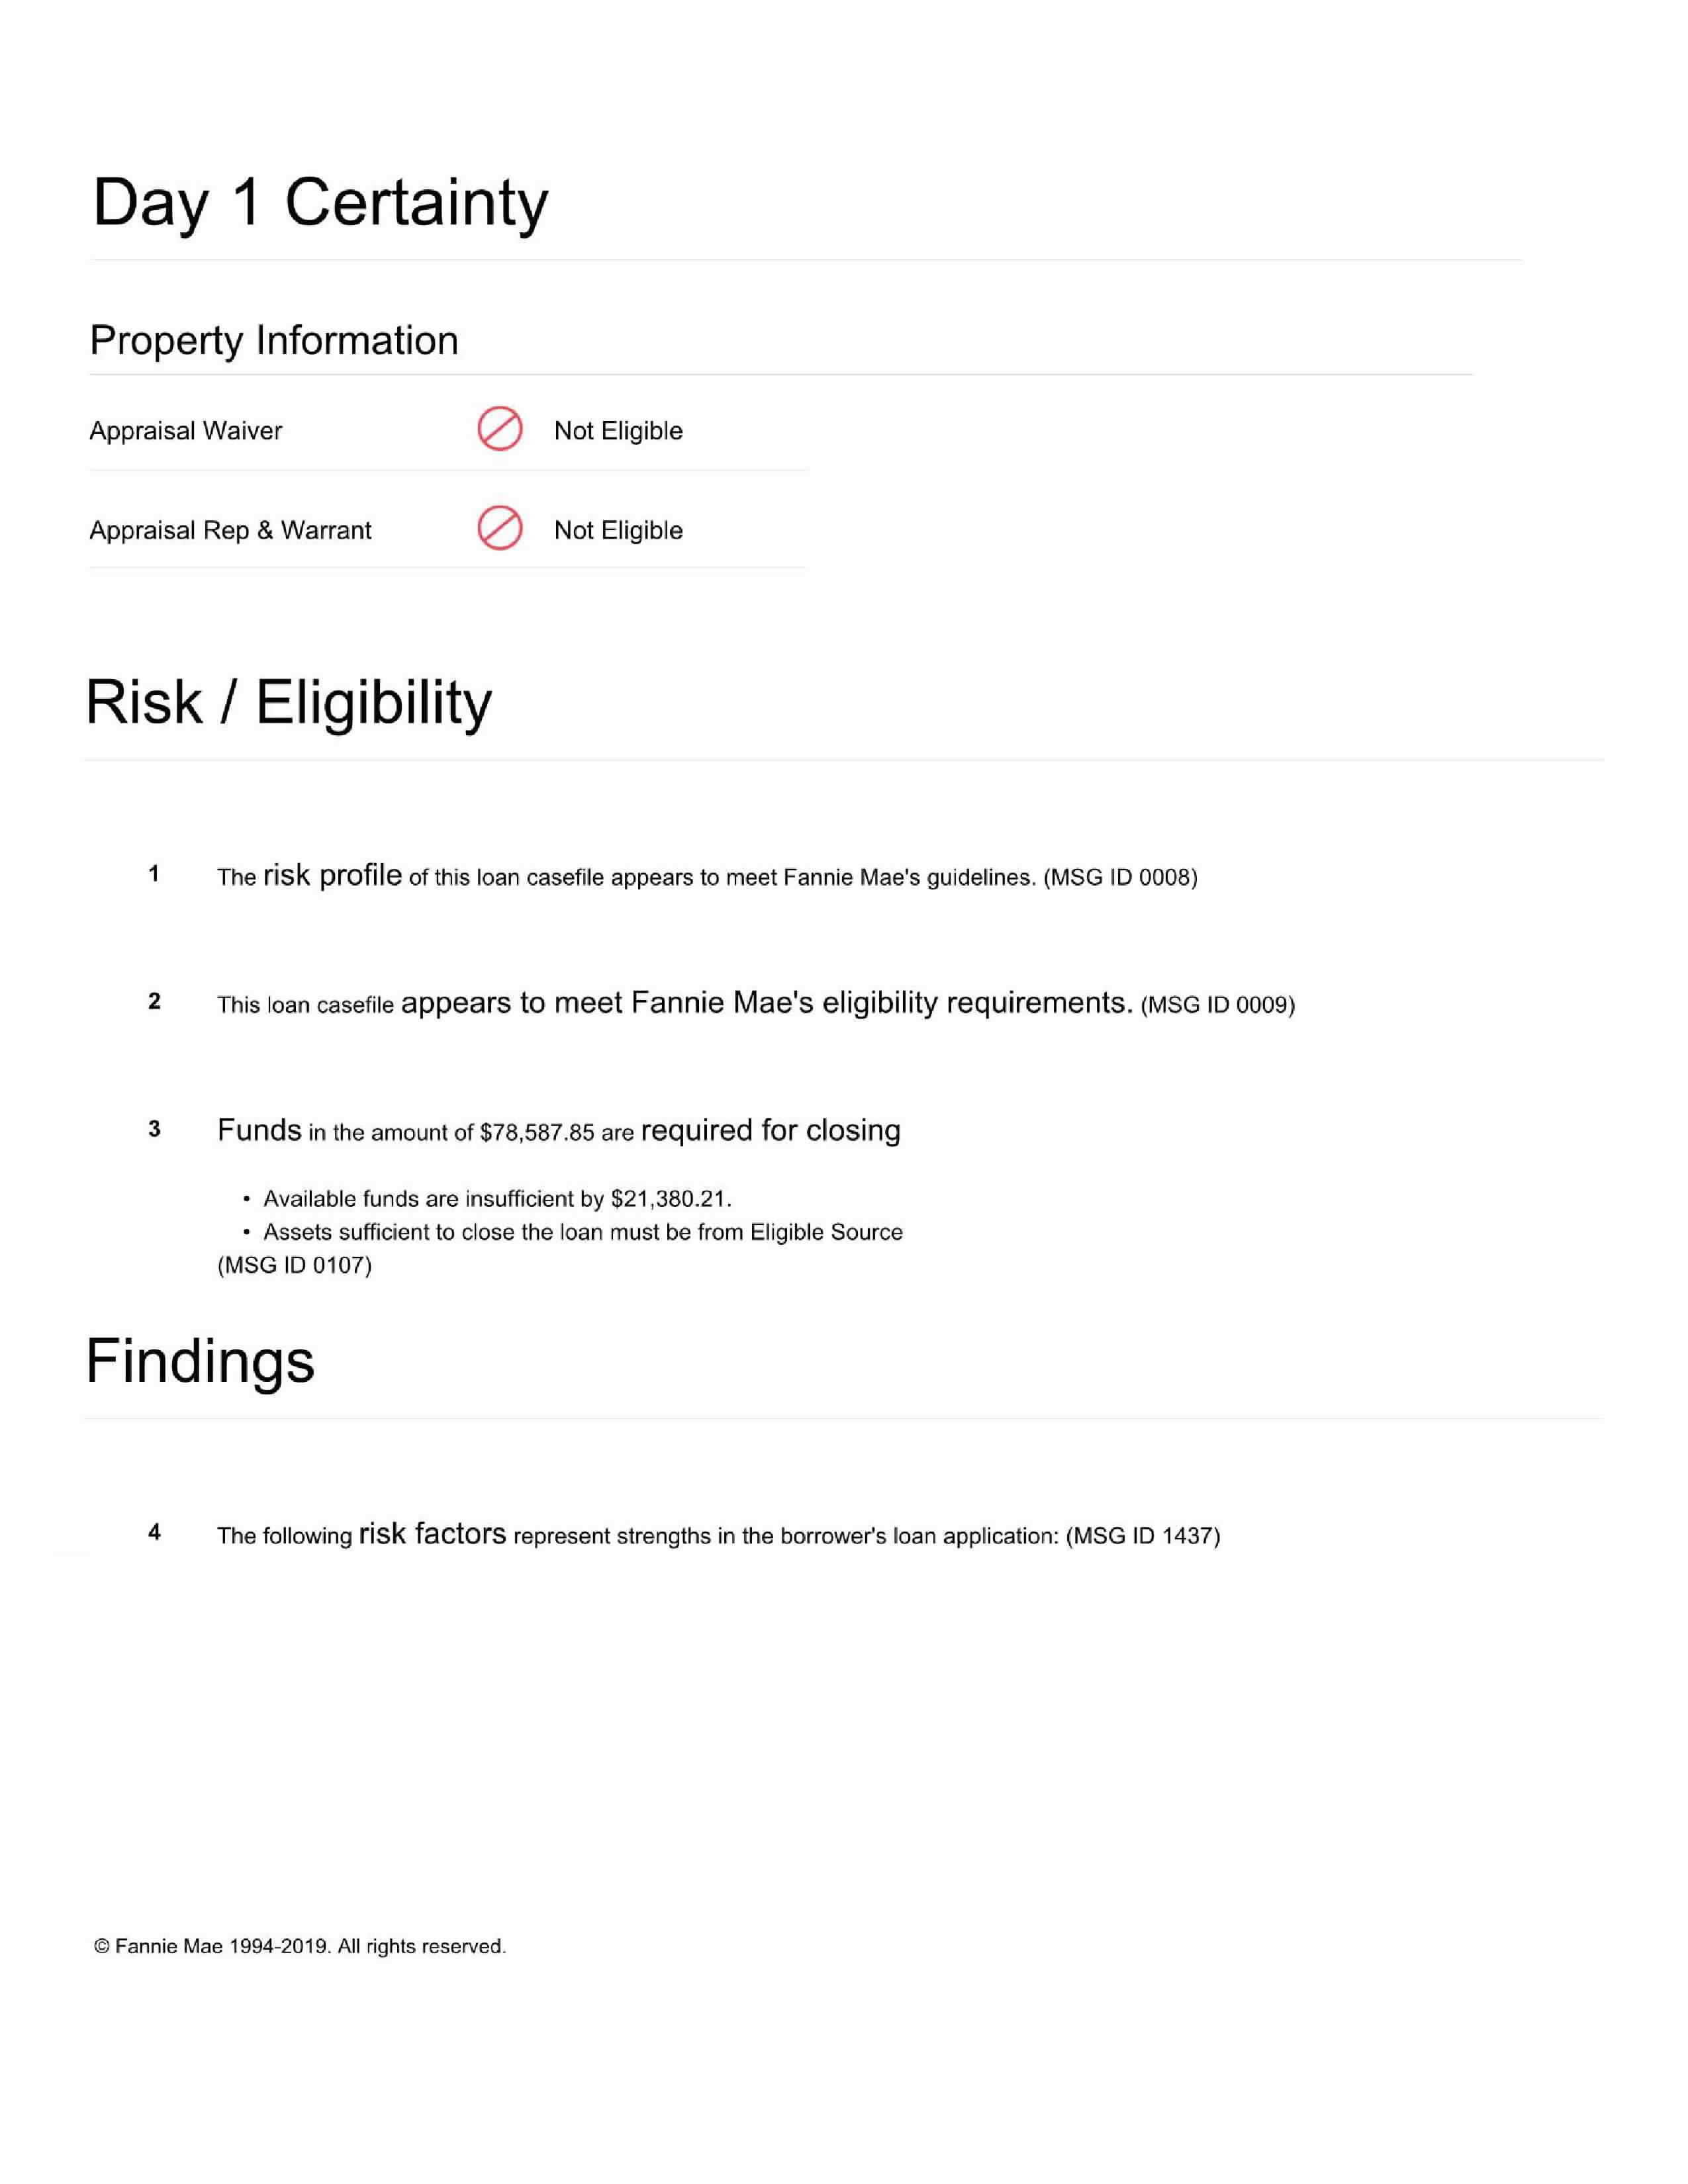 Day 1 Certainty
Property Information
Appraisal Waiver Not Eligible
Appraisal Rep & Warrant Not Eligible
Risk / Eligibility
1 The risk profile of this loan casefile appears to meet Fannie Mae's guidelines. (MSG ID 0008)
2 This loan casefile appears to meet Fannie Mae's eligibility requirements. (MSG ID 0009)
3 Funds in the amount of $78,587.85 are required for closing
• Available funds are insufficient by $21,380.21.
• Assets sufficient to close the loan must be from Eligible Source
(MSG ID 0107)
Findings
4 The following risk factors represent strengths in the borrower's loan application: (MSG ID 1437)
© Fannie Mae 1994-2019. All rights reserved.